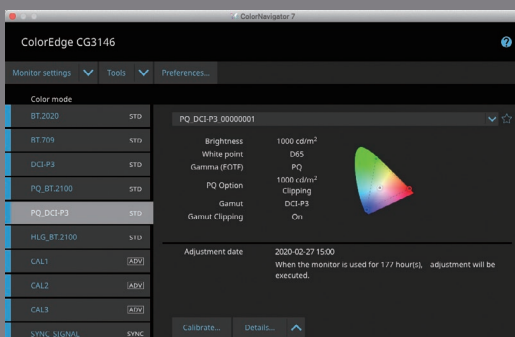 ColorNavigator 7
ColorEdge CG3146
?
Monitor settings Tools Preferences...
Color mode
BT.2020 STD
BT.709 STD
DCI-P3 STD
PQ_BT.2100 STD
PQ_DCI-P3 STD
HLG_BT.2100 STD
CAL1 ADV
CAL2 ADV
CAL3 ADV
SYNC_SIGNAL SYNC
PQ_DCI-P3_00000001
Brightness 1000 cd/m²
White point D65
Gamma (EOTF) PQ
PQ Option 1000 cd/m²
Clipping
Gamut DCI-P3
Gamut Clipping On
Adjustment date 2020-02-27 15:00
When the monitor is used for 177 hour(s), adjustment will be
executed.
Calibrate... Details...